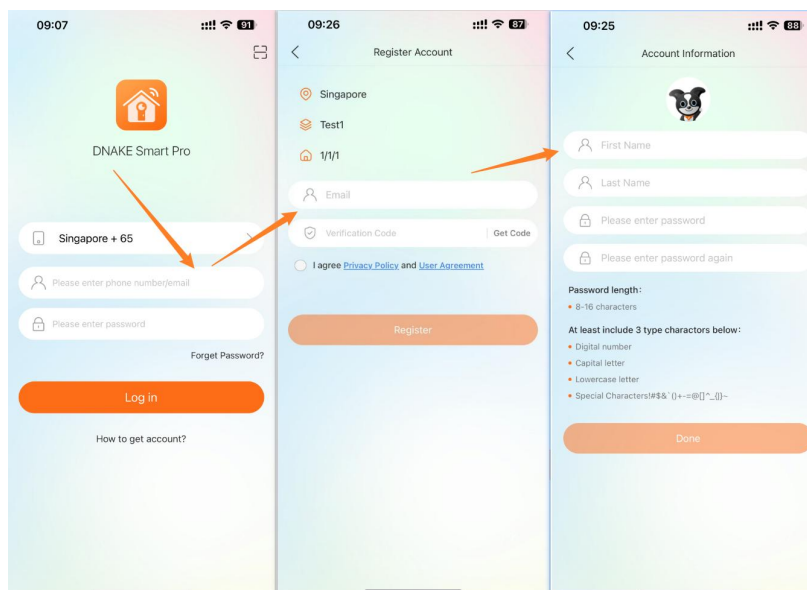 09:07
91
DNAKE Smart Pro
Singapore + 65
Please enter phone number/email
Please enter password
Forget Password?
Log in
How to get account?
09:26
87
Register Account
Singapore
Test1
1/1/1
Email
Verification Code
Get Code
I agree Privacy Policy and User Agreement
Register
09:25
88
Account Information
First Name
Last Name
Please enter password
Please enter password again
Password length:
• 8-16 characters
At least include 3 type charactors below:
• Digital number
• Capital letter
• Lowercase letter
• Special Characters!#$&`()+-=@[]^_{|}~
Done